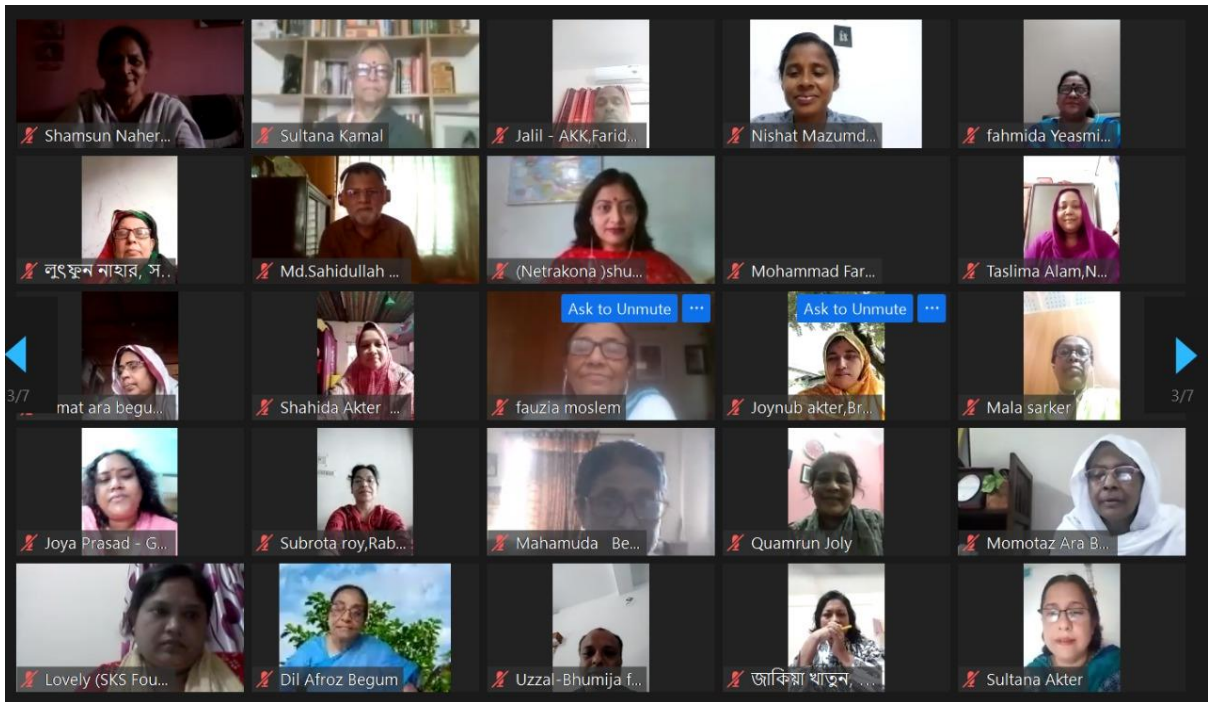 Shamsun Naher...
Sultana Kamal
Jalil - AKK,Farid...
Nishat Mazumd...
fahmida Yeasmi...
লুৎফুন নাহার, স...
Md.Sahidullah ...
(Netrakona )shu...
Mohammad Far...
Taslima Alam,N...
Ask to Unmute ...
Ask to Unmute ...
3/7
mat ara begu...
Shahida Akter ...
fauzia moslem
Joynub akter,Br...
Mala sarker
3/7
Joya Prasad - G...
Subrota roy,Rab...
Mahamuda Be...
Quamrun Joly
Momotaz Ara B...
Lovely (SKS Fou...
Dil Afroz Begum
Uzzal-Bhumija f...
জাকিয়া খাতুন, ...
Sultana Akter